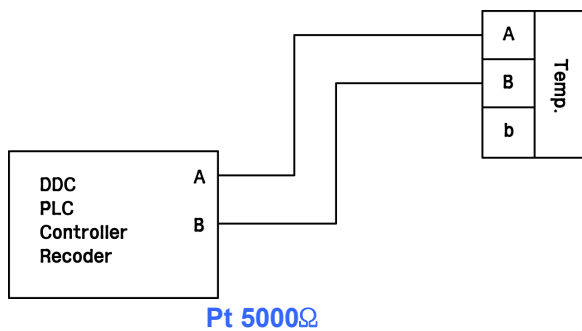 A
B
b
Temp.
DDC
PLC
Controller
Recoder
A
B
Pt 5000Ω